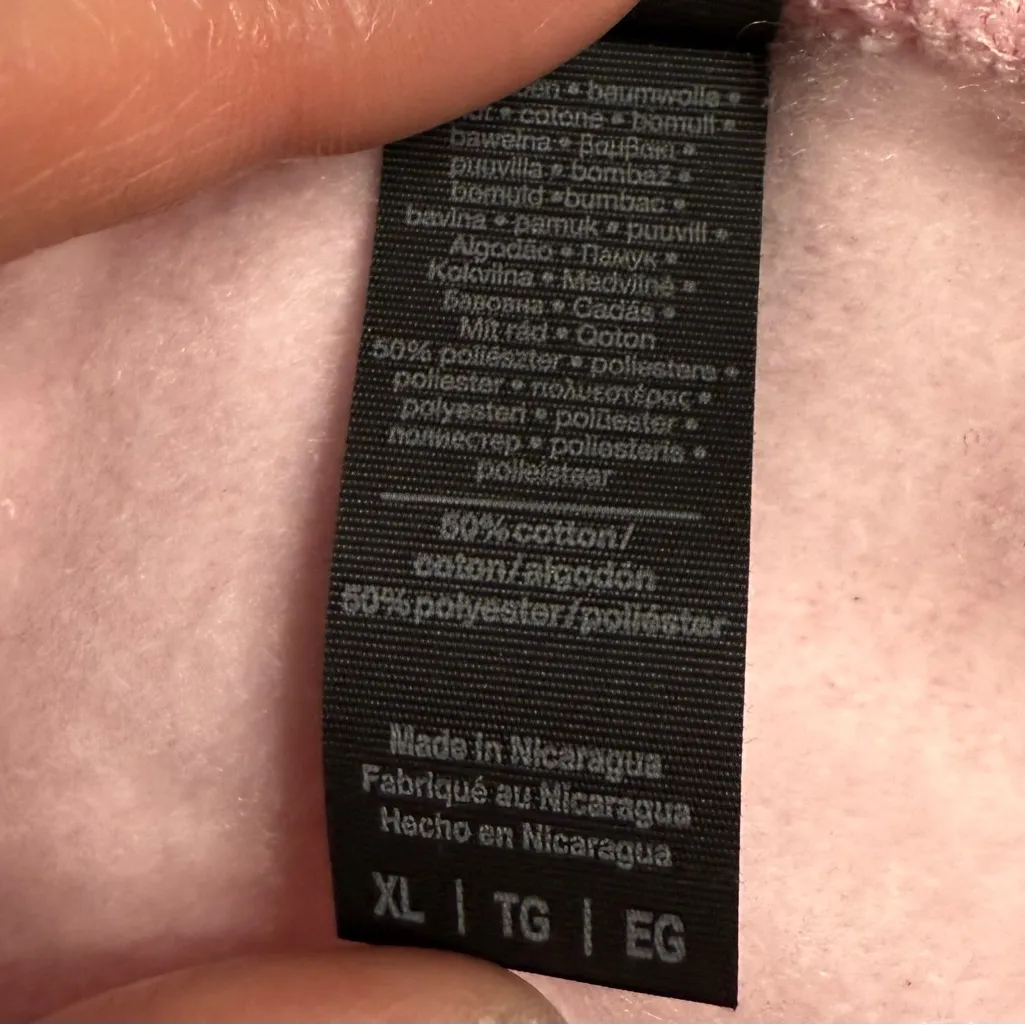 • baumwolle •
• cotone • bomull •
bawełna • βαμβάκι •
puuvilla • bombaž •
bomuld •bumbac •
bavlna • pamuk • puuvill •
Algodão • Памук •
Kokvilna • Medvilnė •
Бавовна • Cadás •
Mit rád • Qoton
50% poliészter • poliestere •
poliester • πολυεστέρας •
polyesteri • polüester •
полиестер • poliesteris •
polleistear
50% cotton/
coton/algodón
50% polyester/poliéster
Made in Nicaragua
Fabriqué au Nicaragua
Hecho en Nicaragua
XL | TG | EG